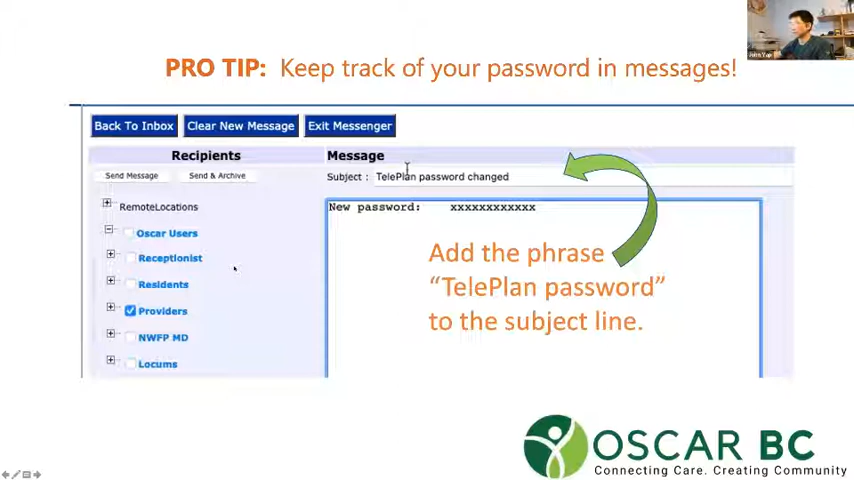 PRO TIP: Keep track of your password in messages!
Back To Inbox Clear New Message Exit Messenger
Recipients
Send Message Send & Archive
RemoteLocations
Oscar Users
Receptionist
Residents
Providers
NWFP MD
Locums
Message
Subject : TelePlan password changed
New password: xxxxxxxxxxxx
Add the phrase
“TelePlan password”
to the subject line.
OSCAR BC
Connecting Care. Creating Community